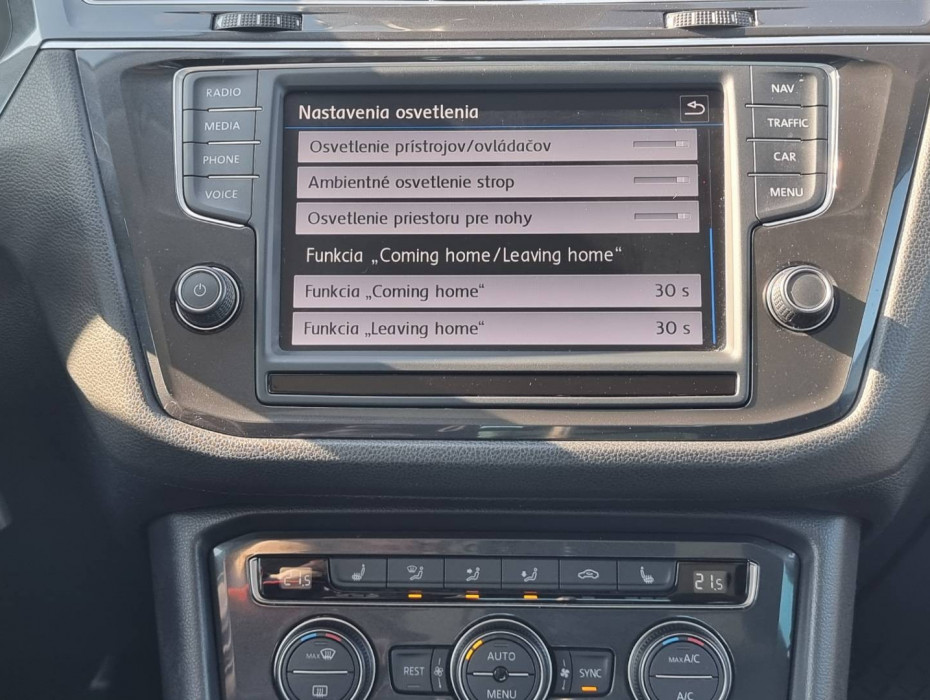 RADIO
MEDIA
PHONE
VOICE
Nastavenia osvetlenia
Osvetlenie prístrojov/ovládačov
Ambientné osvetlenie strop
Osvetlenie priestoru pre nohy
Funkcia „Coming home/Leaving home“
Funkcia „Coming home“ 30 s
Funkcia „Leaving home“ 30 s
NAV
TRAFFIC
CAR
MENU
21.5
21.5
MAX
REST
AUTO
MENU
SYNC
MAX A/C
A/C